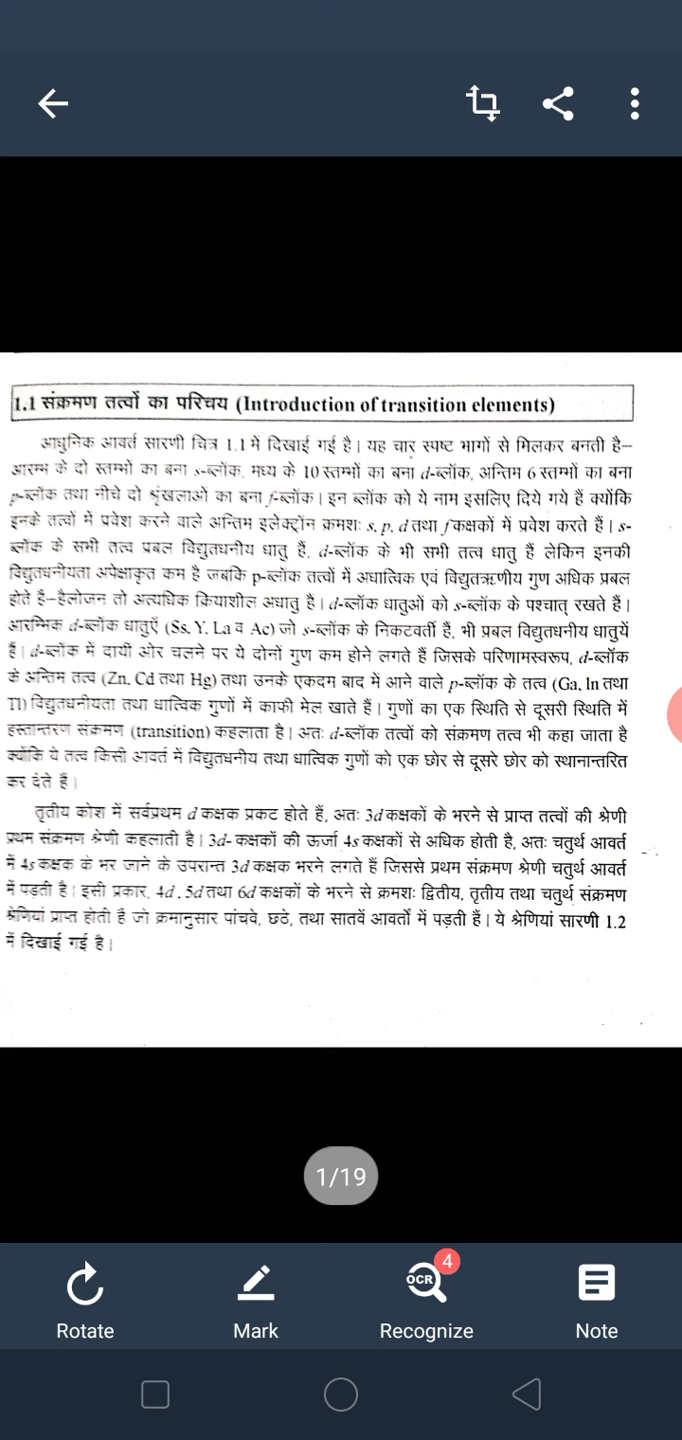 1.1 संक्रमण तत्वों का परिचय (Introduction of transition elements)
आधुनिक आवर्त सारणी चित्र 1.1 में दिखाई गई है। यह चार स्पष्ट भागों से मिलकर बनती है–
आरम्भ के दो स्तम्भों का बना s-ब्लॉक, मध्य के 10 स्तम्भों का बना d-ब्लॉक, अन्तिम 6 स्तम्भों का बना
p-ब्लॉक तथा नीचे दो श्रृंखलाओं का बना f-ब्लॉक। इन ब्लॉक को ये नाम इसलिए दिये गये हैं क्योंकि
इनके तत्वों में प्रवेश करने वाले अन्तिम इलेक्ट्रॉन क्रमशः s, p, d तथा f कक्षकों में प्रवेश करते हैं। s-
ब्लॉक के सभी तत्व प्रबल विद्युतधनीय धातु हैं, d-ब्लॉक के भी सभी तत्व धातु हैं लेकिन इनकी
विद्युतधनीयता अपेक्षाकृत कम है जबकि p-ब्लॉक तत्वों में अधात्विक एवं विद्युतऋणीय गुण अधिक प्रबल
होते हैं–हैलोजन तो अत्यधिक क्रियाशील अधातु है। d-ब्लॉक धातुओं को s-ब्लॉक के पश्चात् रखते हैं।
आरम्भिक d-ब्लॉक धातुएँ (Ss, Y, La व Ac) जो s-ब्लॉक के निकटवर्ती हैं, भी प्रबल विद्युतधनीय धातुयें
हैं। d-ब्लॉक में दायीं ओर चलने पर ये दोनों गुण कम होने लगते हैं जिसके परिणामस्वरूप, d-ब्लॉक
के अन्तिम तत्व (Zn, Cd तथा Hg) तथा उनके एकदम बाद में आने वाले p-ब्लॉक के तत्व (Ga, In तथा
Tl) विद्युतधनीयता तथा धात्विक गुणों में काफी मेल खाते हैं। गुणों का एक स्थिति से दूसरी स्थिति में
हस्तान्तरण संक्रमण (transition) कहलाता है। अतः d-ब्लॉक तत्वों को संक्रमण तत्व भी कहा जाता है
क्योंकि ये तत्व किसी आवर्त में विद्युतधनीय तथा धात्विक गुणों को एक छोर से दूसरे छोर को स्थानान्तरित
कर देते हैं।
तृतीय कोश में सर्वप्रथम d कक्षक प्रकट होते हैं, अतः 3d कक्षकों के भरने से प्राप्त तत्वों की श्रेणी
प्रथम संक्रमण श्रेणी कहलाती है। 3d- कक्षकों की ऊर्जा 4s कक्षकों से अधिक होती है, अतः चतुर्थ आवर्त
में 4s कक्षक के भर जाने के उपरान्त 3d कक्षक भरने लगते हैं जिससे प्रथम संक्रमण श्रेणी चतुर्थ आवर्त
में पड़ती है। इसी प्रकार, 4d, 5d तथा 6d कक्षकों के भरने से क्रमशः द्वितीय, तृतीय तथा चतुर्थ संक्रमण
श्रेणियां प्राप्त होती हैं जो क्रमानुसार पांचवे, छठे, तथा सातवें आवर्तों में पड़ती हैं। ये श्रेणियां सारणी 1.2
में दिखाई गई है।
1/19
4
OCR
Rotate Mark Recognize Note